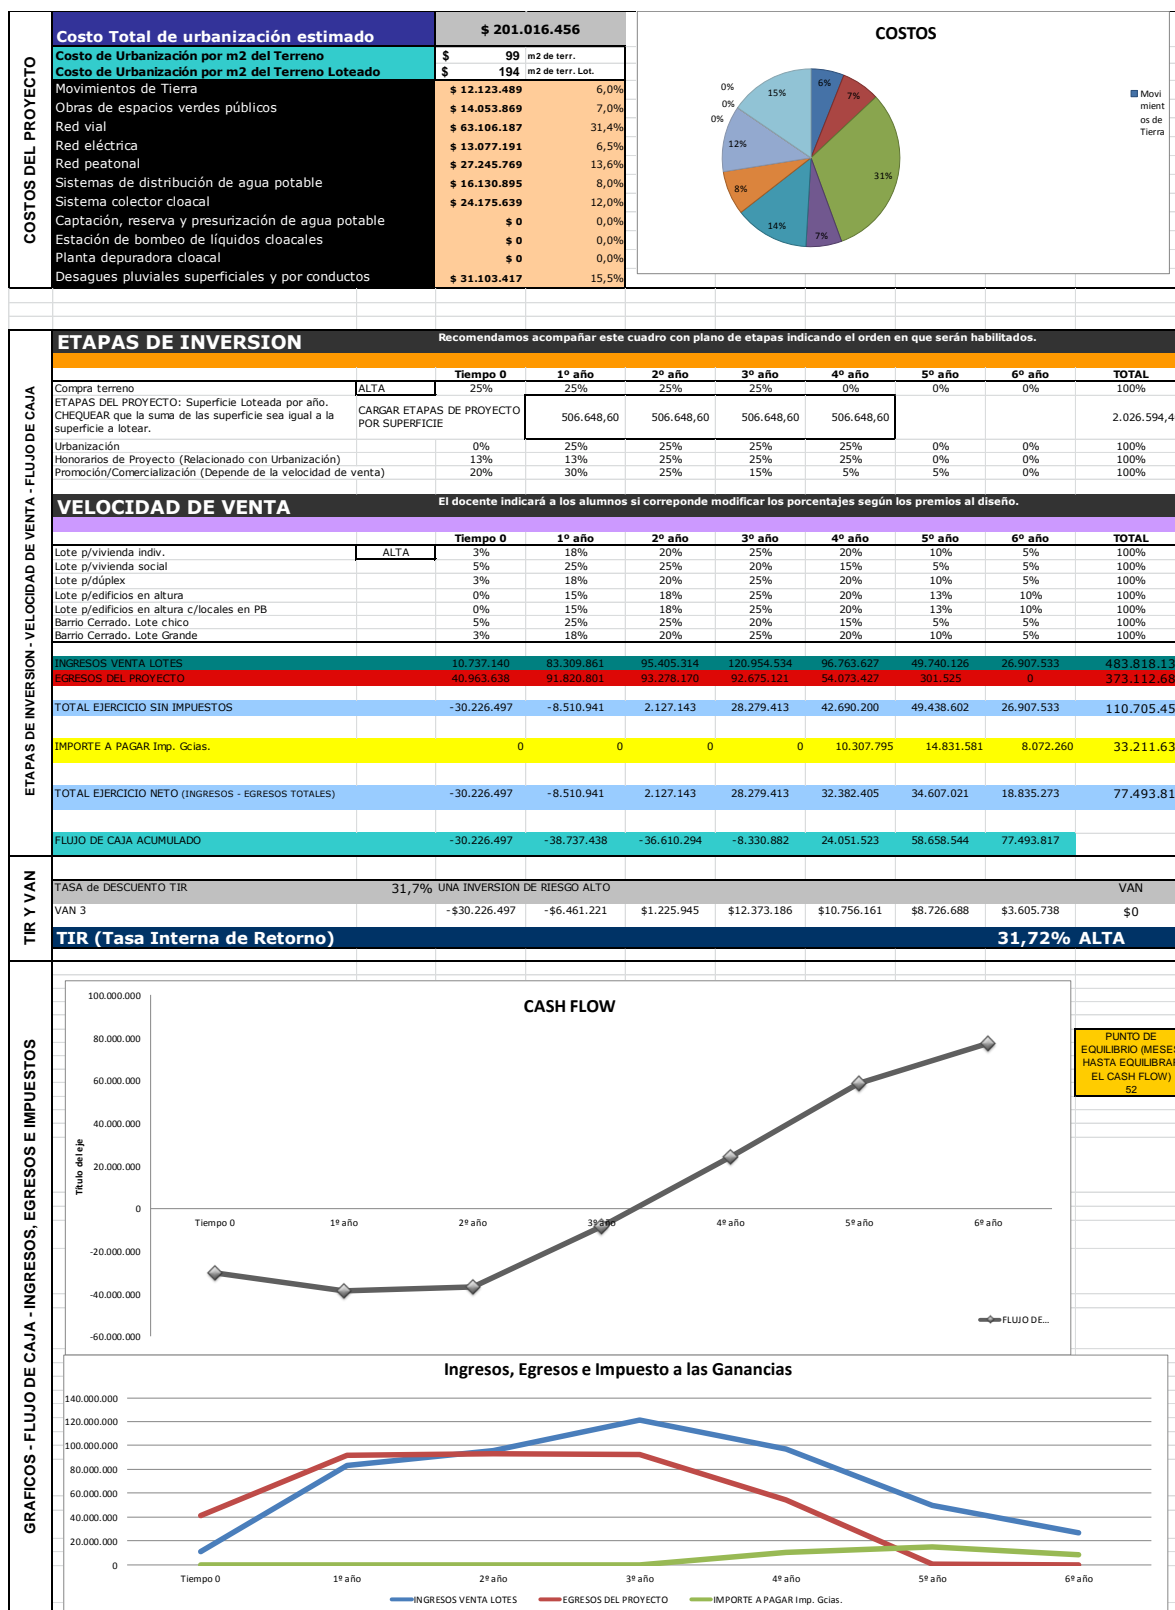 COSTOS DEL PROYECTO
Costo Total de urbanización estimado $ 201.016.456
Costo de Urbanización por m2 del Terreno $ 99 m2 de terr.
Costo de Urbanización por m2 del Terreno Loteado $ 194 m2 de terr. Lot.
Movimientos de Tierra $ 12.123.489 6,0%
Obras de espacios verdes públicos $ 14.053.869 7,0%
Red vial $ 63.106.187 31,4%
Red eléctrica $ 13.077.191 6,5%
Red peatonal $ 27.245.769 13,6%
Sistemas de distribución de agua potable $ 16.130.895 8,0%
Sistema colector cloacal $ 24.175.639 12,0%
Captación, reserva y presurización de agua potable $ 0 0,0%
Estación de bombeo de líquidos cloacales $ 0 0,0%
Planta depuradora cloacal $ 0 0,0%
Desagues pluviales superficiales y por conductos $ 31.103.417 15,5%
COSTOS
6%
7%
31%
7%
14%
8%
12%
0%
0%
0%
15%
Movi
mient
os de
Tierra
ETAPAS DE INVERSION - VELOCIDAD DE VENTA - FLUJO DE CAJA
ETAPAS DE INVERSION Recomendamos acompañar este cuadro con plano de etapas indicando el orden en que serán habilitados.
Tiempo 0 1º año 2º año 3º año 4º año 5º año 6º año TOTAL
Compra terreno ALTA 25% 25% 25% 25% 0% 0% 0% 100%
ETAPAS DEL PROYECTO: Superficie Loteada por año.
CHEQUEAR que la suma de las superficie sea igual a la
superficie a lotear.
CARGAR ETAPAS DE PROYECTO
POR SUPERFICIE
506.648,60 506.648,60 506.648,60 506.648,60 2.026.594,4
Urbanización 0% 25% 25% 25% 25% 0% 0% 100%
Honorarios de Proyecto (Relacionado con Urbanización) 13% 13% 25% 25% 25% 0% 0% 100%
Promoción/Comercialización (Depende de la velocidad de venta) 20% 30% 25% 15% 5% 5% 0% 100%
VELOCIDAD DE VENTA El docente indicará a los alumnos si correponde modificar los porcentajes según los premios al diseño.
Tiempo 0 1º año 2º año 3º año 4º año 5º año 6º año TOTAL
Lote p/vivienda indiv. ALTA 3% 18% 20% 25% 20% 10% 5% 100%
Lote p/vivienda social 5% 25% 25% 20% 15% 5% 5% 100%
Lote p/dúplex 3% 18% 20% 25% 20% 10% 5% 100%
Lote p/edificios en altura 0% 15% 18% 25% 20% 13% 10% 100%
Lote p/edificios en altura c/locales en PB 0% 15% 18% 25% 20% 13% 10% 100%
Barrio Cerrado. Lote chico 5% 25% 25% 20% 15% 5% 5% 100%
Barrio Cerrado. Lote Grande 3% 18% 20% 25% 20% 10% 5% 100%
INGRESOS VENTA LOTES 10.737.140 83.309.861 95.405.314 120.954.534 96.763.627 49.740.126 26.907.533 483.818.13
EGRESOS DEL PROYECTO 40.963.638 91.820.801 93.278.170 92.675.121 54.073.427 301.525 0 373.112.68
TOTAL EJERCICIO SIN IMPUESTOS -30.226.497 -8.510.941 2.127.143 28.279.413 42.690.200 49.438.602 26.907.533 110.705.45
IMPORTE A PAGAR Imp. Gcias. 0 0 0 0 10.307.795 14.831.581 8.072.260 33.211.63
TOTAL EJERCICIO NETO (INGRESOS - EGRESOS TOTALES) -30.226.497 -8.510.941 2.127.143 28.279.413 32.382.405 34.607.021 18.835.273 77.493.81
FLUJO DE CAJA ACUMULADO -30.226.497 -38.737.438 -36.610.294 -8.330.882 24.051.523 58.658.544 77.493.817
TIR Y VAN
TASA de DESCUENTO TIR 31,7% UNA INVERSION DE RIESGO ALTO VAN
VAN 3 -$30.226.497 -$6.461.221 $1.225.945 $12.373.186 $10.756.161 $8.726.688 $3.605.738 $0
TIR (Tasa Interna de Retorno) 31,72% ALTA
GRAFICOS - FLUJO DE CAJA - INGRESOS, EGRESOS E IMPUESTOS
CASH FLOW
Título del eje
100.000.000
80.000.000
60.000.000
40.000.000
20.000.000
0
-20.000.000
-40.000.000
-60.000.000
Tiempo 0 1º año 2º año 3º año 4º año 5º año 6º año
FLUJO DE...
PUNTO DE
EQUILIBRIO (MESES
HASTA EQUILIBRAR
EL CASH FLOW)
52
Ingresos, Egresos e Impuesto a las Ganancias
140.000.000
120.000.000
100.000.000
80.000.000
60.000.000
40.000.000
20.000.000
0
Tiempo 0 1º año 2º año 3º año 4º año 5º año 6º año
INGRESOS VENTA LOTES EGRESOS DEL PROYECTO IMPORTE A PAGAR Imp. Gcias.